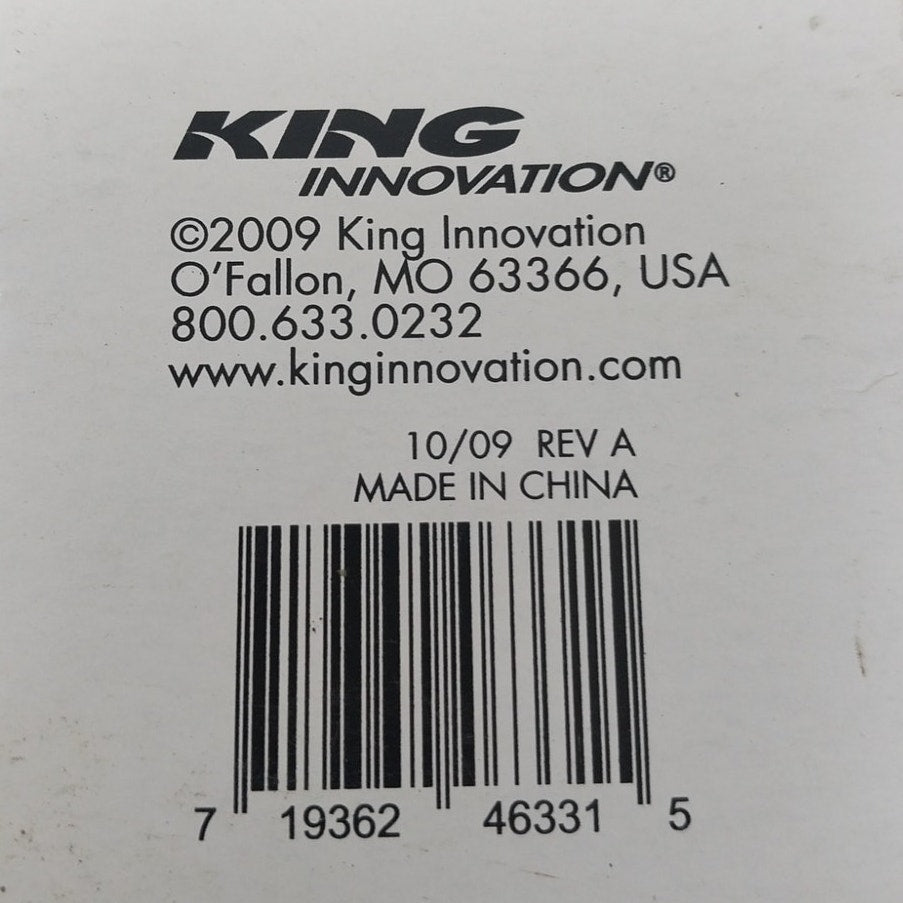 KING
INNOVATION®
©2009 King Innovation
O'Fallon, MO 63366, USA
800.633.0232
www.kinginnovation.com
10/09 REV A
MADE IN CHINA
7 19362 46331 5